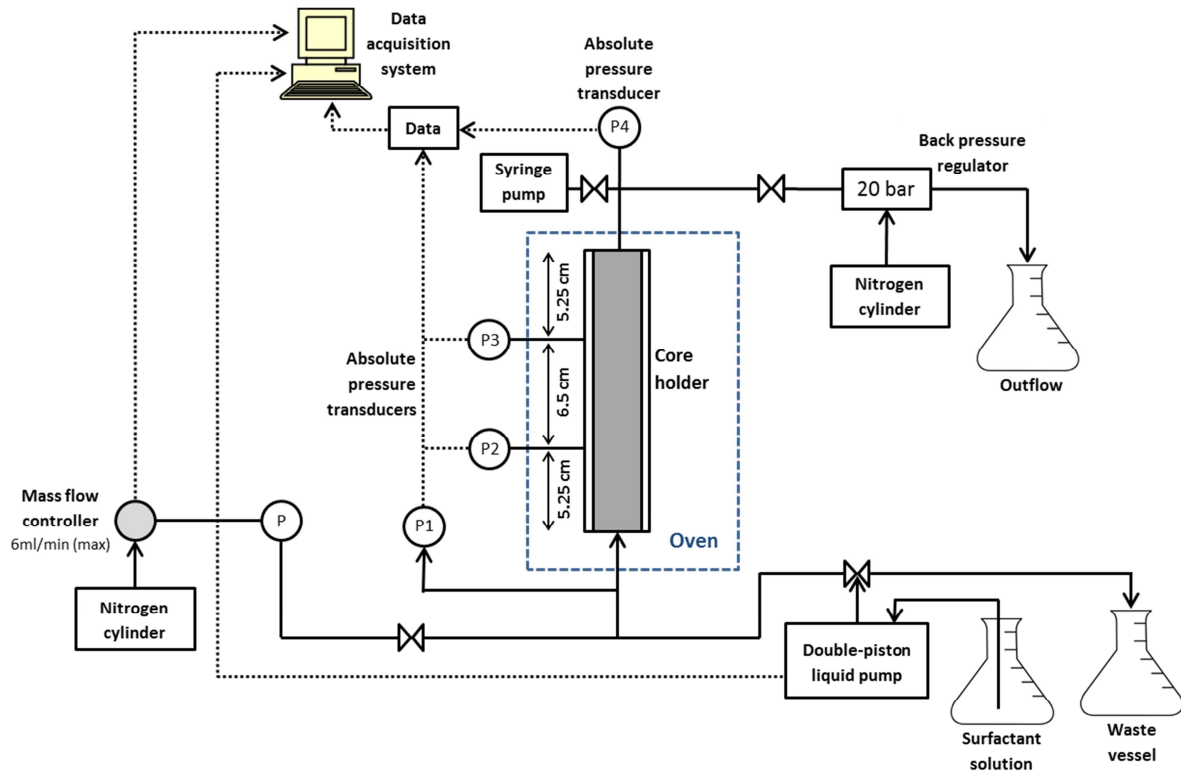 Data
acquisition
system
Absolute
pressure
transducer
Data
P4
Back pressure
regulator
Syringe
pump
20 bar
Nitrogen
cylinder
Outflow
5.25 cm
6.5 cm
5.25 cm
P3
P2
Absolute
pressure
transducers
Core
holder
Oven
Mass flow
controller
6ml/min (max)
P
P1
Nitrogen
cylinder
Double-piston
liquid pump
Surfactant
solution
Waste
vessel